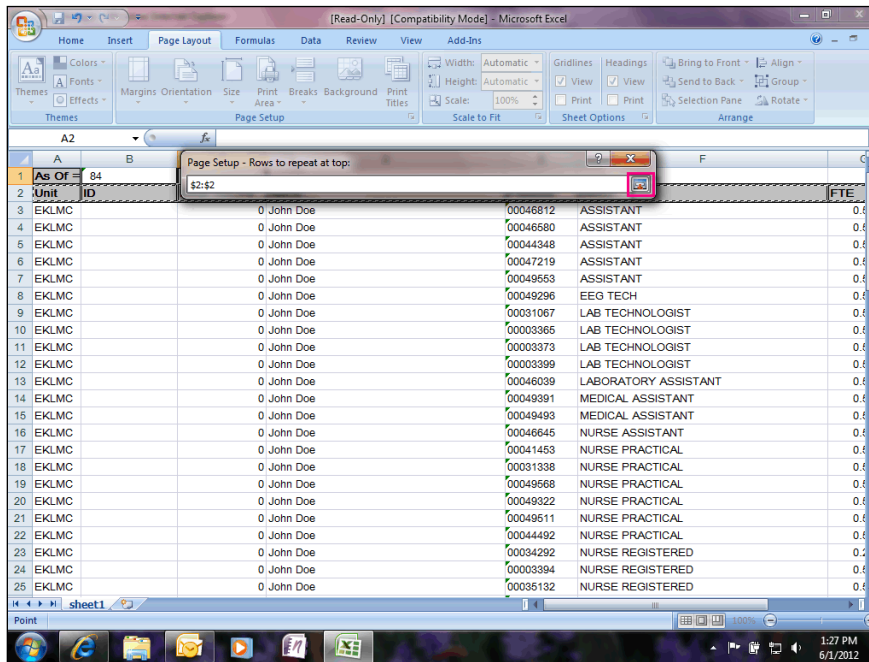 [Read-Only] [Compatibility Mode] - Microsoft Excel
Home Insert Page Layout Formulas Data Review View Add-Ins
Themes
Colors
Fonts
Effects
Themes
Margins Orientation Size Print Area Breaks Background Print Titles
Page Setup
Width: Automatic
Height: Automatic
Scale: 100%
Scale to Fit
Gridlines Headings
View View
Print Print
Sheet Options
Bring to Front Align
Send to Back Group
Selection Pane Rotate
Arrange
A2 fx
Page Setup - Rows to repeat at top:
$2:$2
A B F
1 As Of = 84
2 Unit ID FTE
3 EKLMC 0 John Doe 00046812 ASSISTANT
4 EKLMC 0 John Doe 00046580 ASSISTANT
5 EKLMC 0 John Doe 00044348 ASSISTANT
6 EKLMC 0 John Doe 00047219 ASSISTANT
7 EKLMC 0 John Doe 00049553 ASSISTANT
8 EKLMC 0 John Doe 00049296 EEG TECH
9 EKLMC 0 John Doe 00031067 LAB TECHNOLOGIST
10 EKLMC 0 John Doe 00003365 LAB TECHNOLOGIST
11 EKLMC 0 John Doe 00003373 LAB TECHNOLOGIST
12 EKLMC 0 John Doe 00003399 LAB TECHNOLOGIST
13 EKLMC 0 John Doe 00046039 LABORATORY ASSISTANT
14 EKLMC 0 John Doe 00049391 MEDICAL ASSISTANT
15 EKLMC 0 John Doe 00049493 MEDICAL ASSISTANT
16 EKLMC 0 John Doe 00046645 NURSE ASSISTANT
17 EKLMC 0 John Doe 00041453 NURSE PRACTICAL
18 EKLMC 0 John Doe 00031338 NURSE PRACTICAL
19 EKLMC 0 John Doe 00049568 NURSE PRACTICAL
20 EKLMC 0 John Doe 00049322 NURSE PRACTICAL
21 EKLMC 0 John Doe 00049511 NURSE PRACTICAL
22 EKLMC 0 John Doe 00044492 NURSE PRACTICAL
23 EKLMC 0 John Doe 00034292 NURSE REGISTERED
24 EKLMC 0 John Doe 00003394 NURSE REGISTERED
25 EKLMC 0 John Doe 00035132 NURSE REGISTERED
sheet1
Point 100%
1:27 PM
6/1/2012